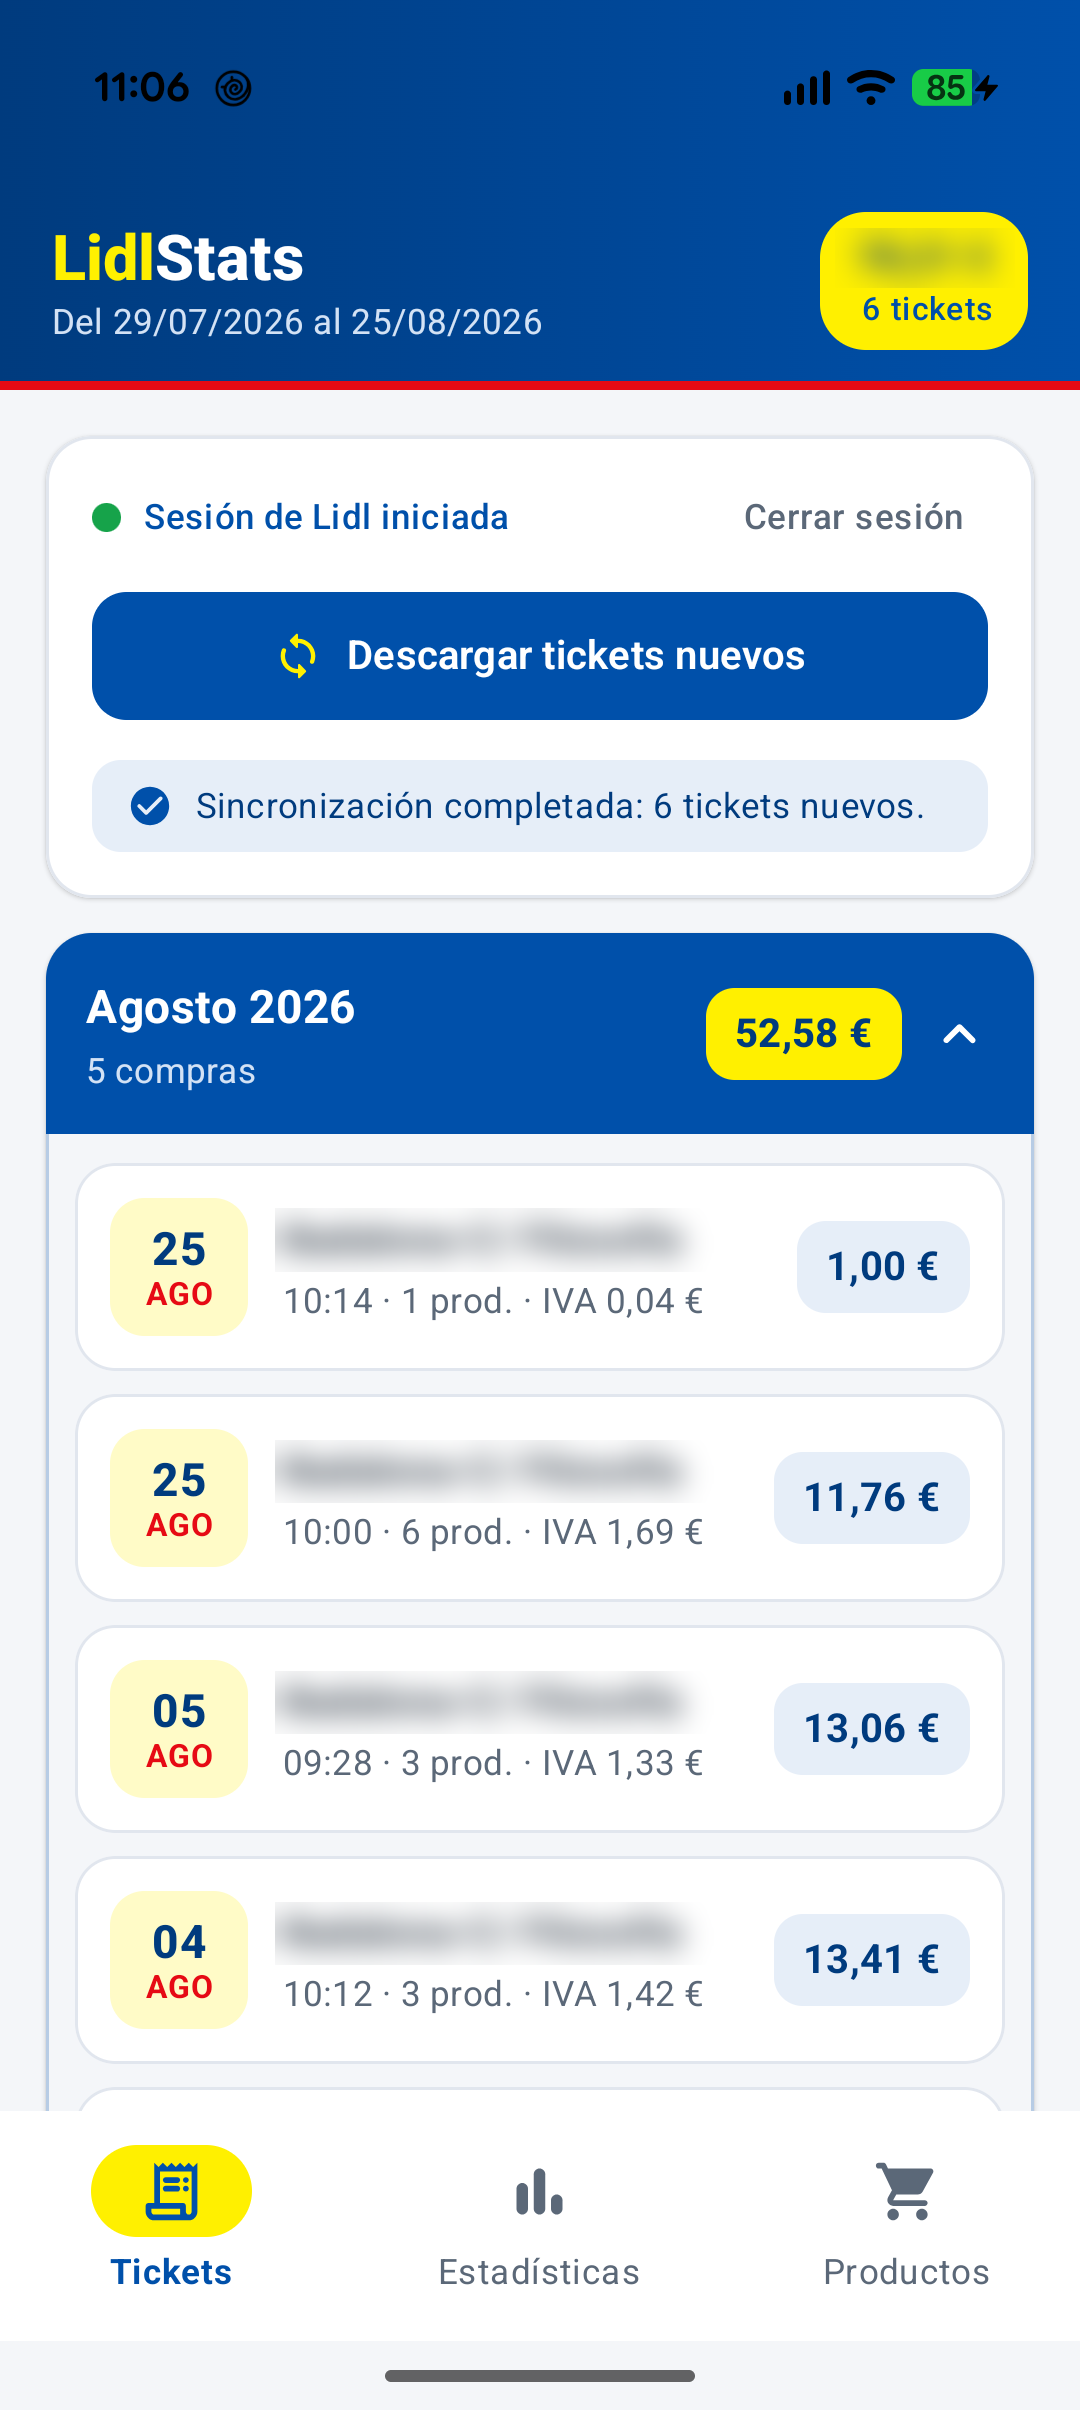 11:06
85
LidlStats
Del 29/07/2026 al 25/08/2026
6 tickets
Sesión de Lidl iniciada
Cerrar sesión
Descargar tickets nuevos
Sincronización completada: 6 tickets nuevos.
Agosto 2026
5 compras
52,58 €
25
AGO
10:14 · 1 prod. · IVA 0,04 €
1,00 €
25
AGO
10:00 · 6 prod. · IVA 1,69 €
11,76 €
05
AGO
09:28 · 3 prod. · IVA 1,33 €
13,06 €
04
AGO
10:12 · 3 prod. · IVA 1,42 €
13,41 €
Tickets
Estadísticas
Productos